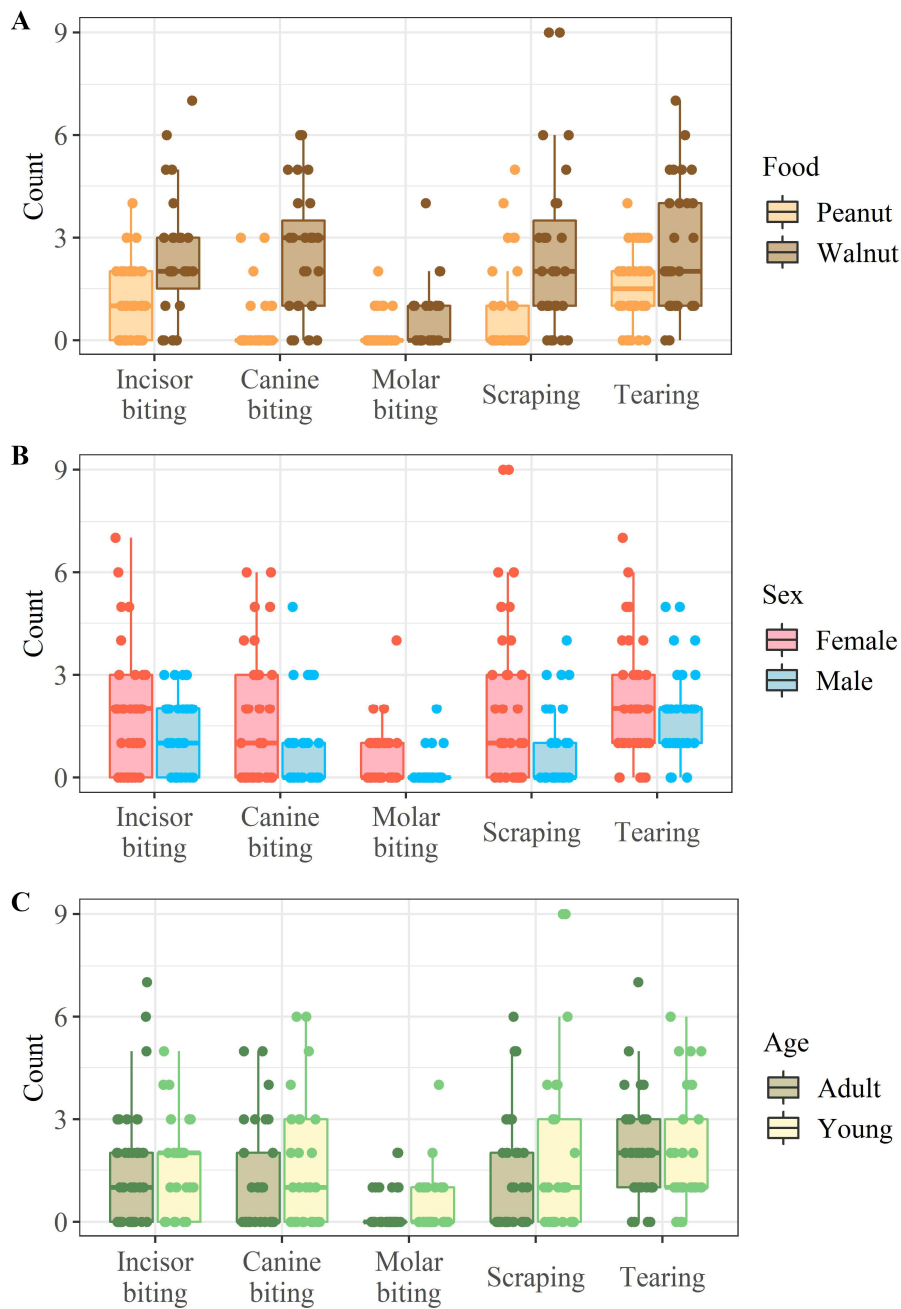 A
9
6
3
0
Count
Incisor
biting
Canine
biting
Molar
biting
Scraping
Tearing
Food
Peanut
Walnut
B
9
6
3
0
Count
Incisor
biting
Canine
biting
Molar
biting
Scraping
Tearing
Sex
Female
Male
C
9
6
3
0
Count
Incisor
biting
Canine
biting
Molar
biting
Scraping
Tearing
Age
Adult
Young